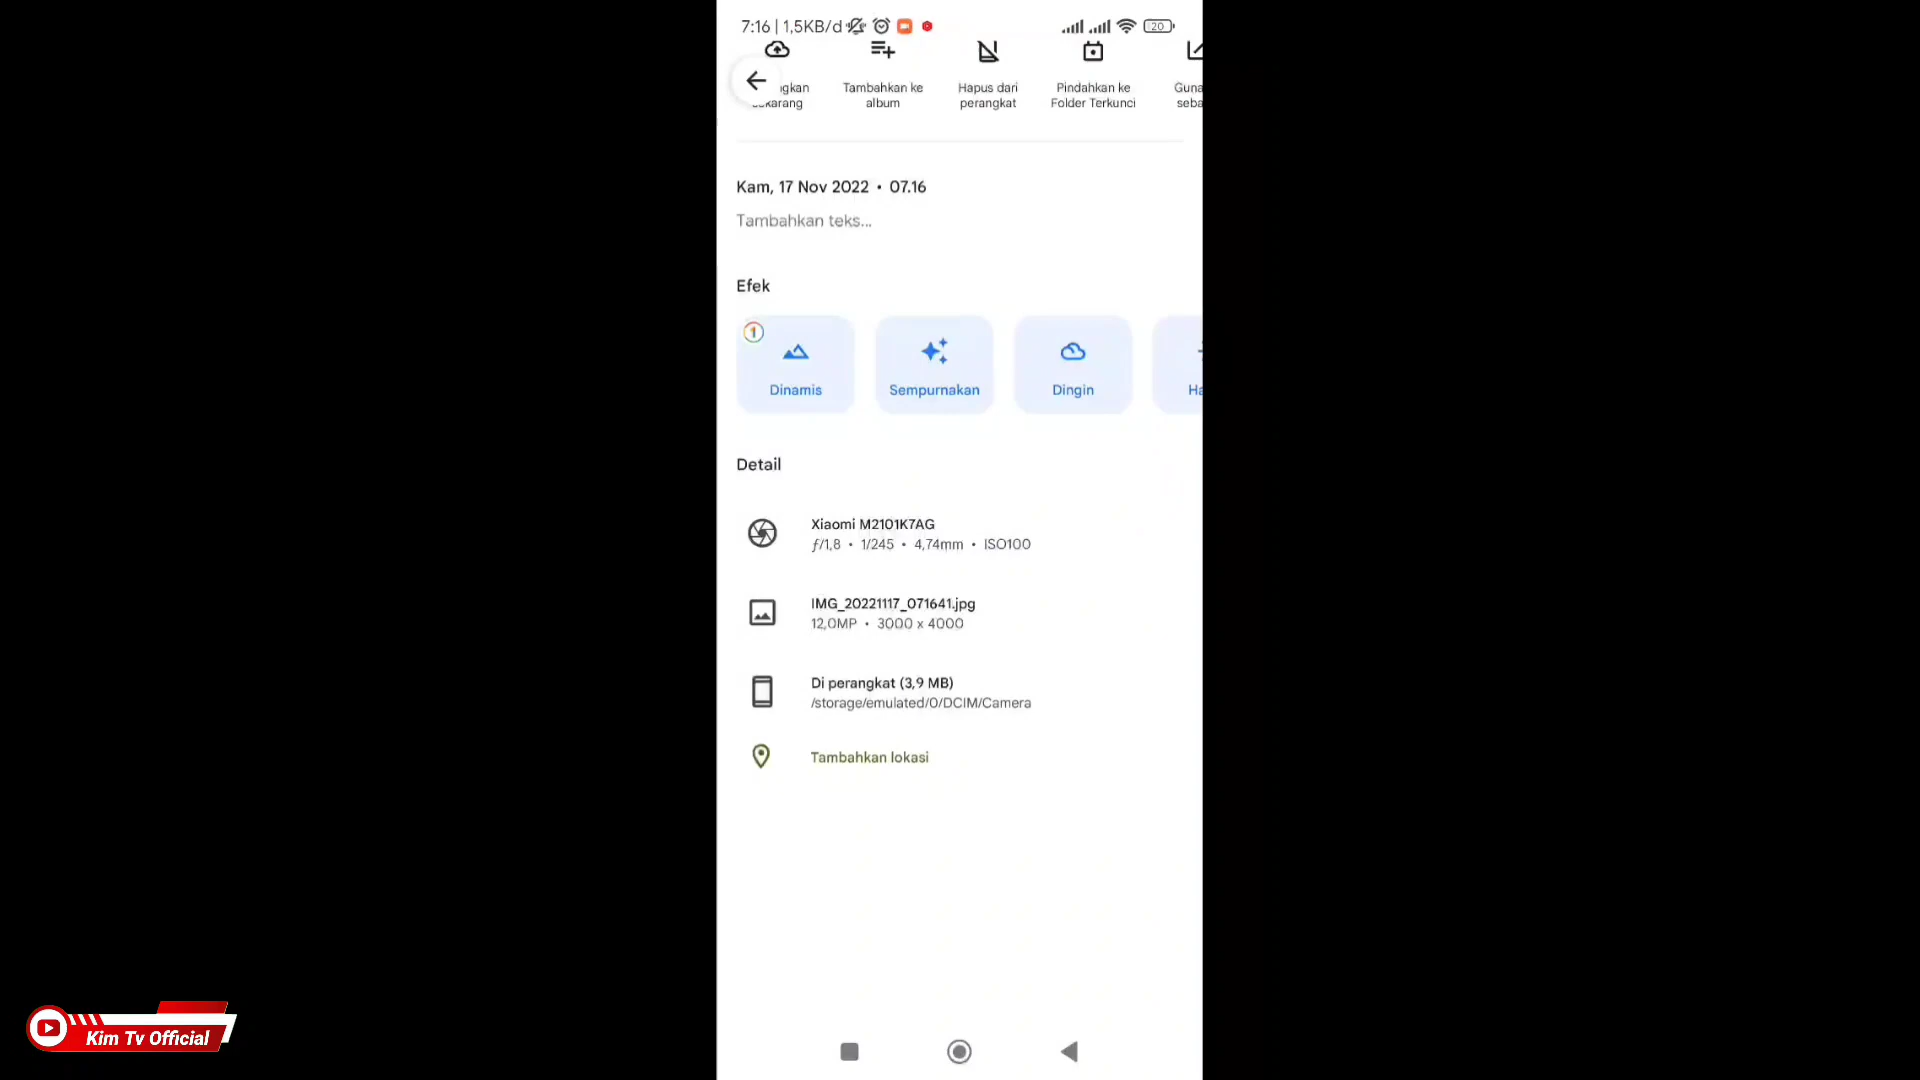 7:16 | 1,5KB/d
20
Tambahkan ke
album
Hapus dari
perangkat
Pindahkan ke
Folder Terkunci
Kam, 17 Nov 2022 • 07.16
Tambahkan teks...
Efek
1
Dinamis
Sempurnakan
Dingin
Detail
Xiaomi M2101K7AG
ƒ/1,8 • 1/245 • 4,74mm • ISO100
IMG_20221117_071641.jpg
12,0MP • 3000 x 4000
Di perangkat (3,9 MB)
/storage/emulated/0/DCIM/Camera
Tambahkan lokasi
Kim Tv Official